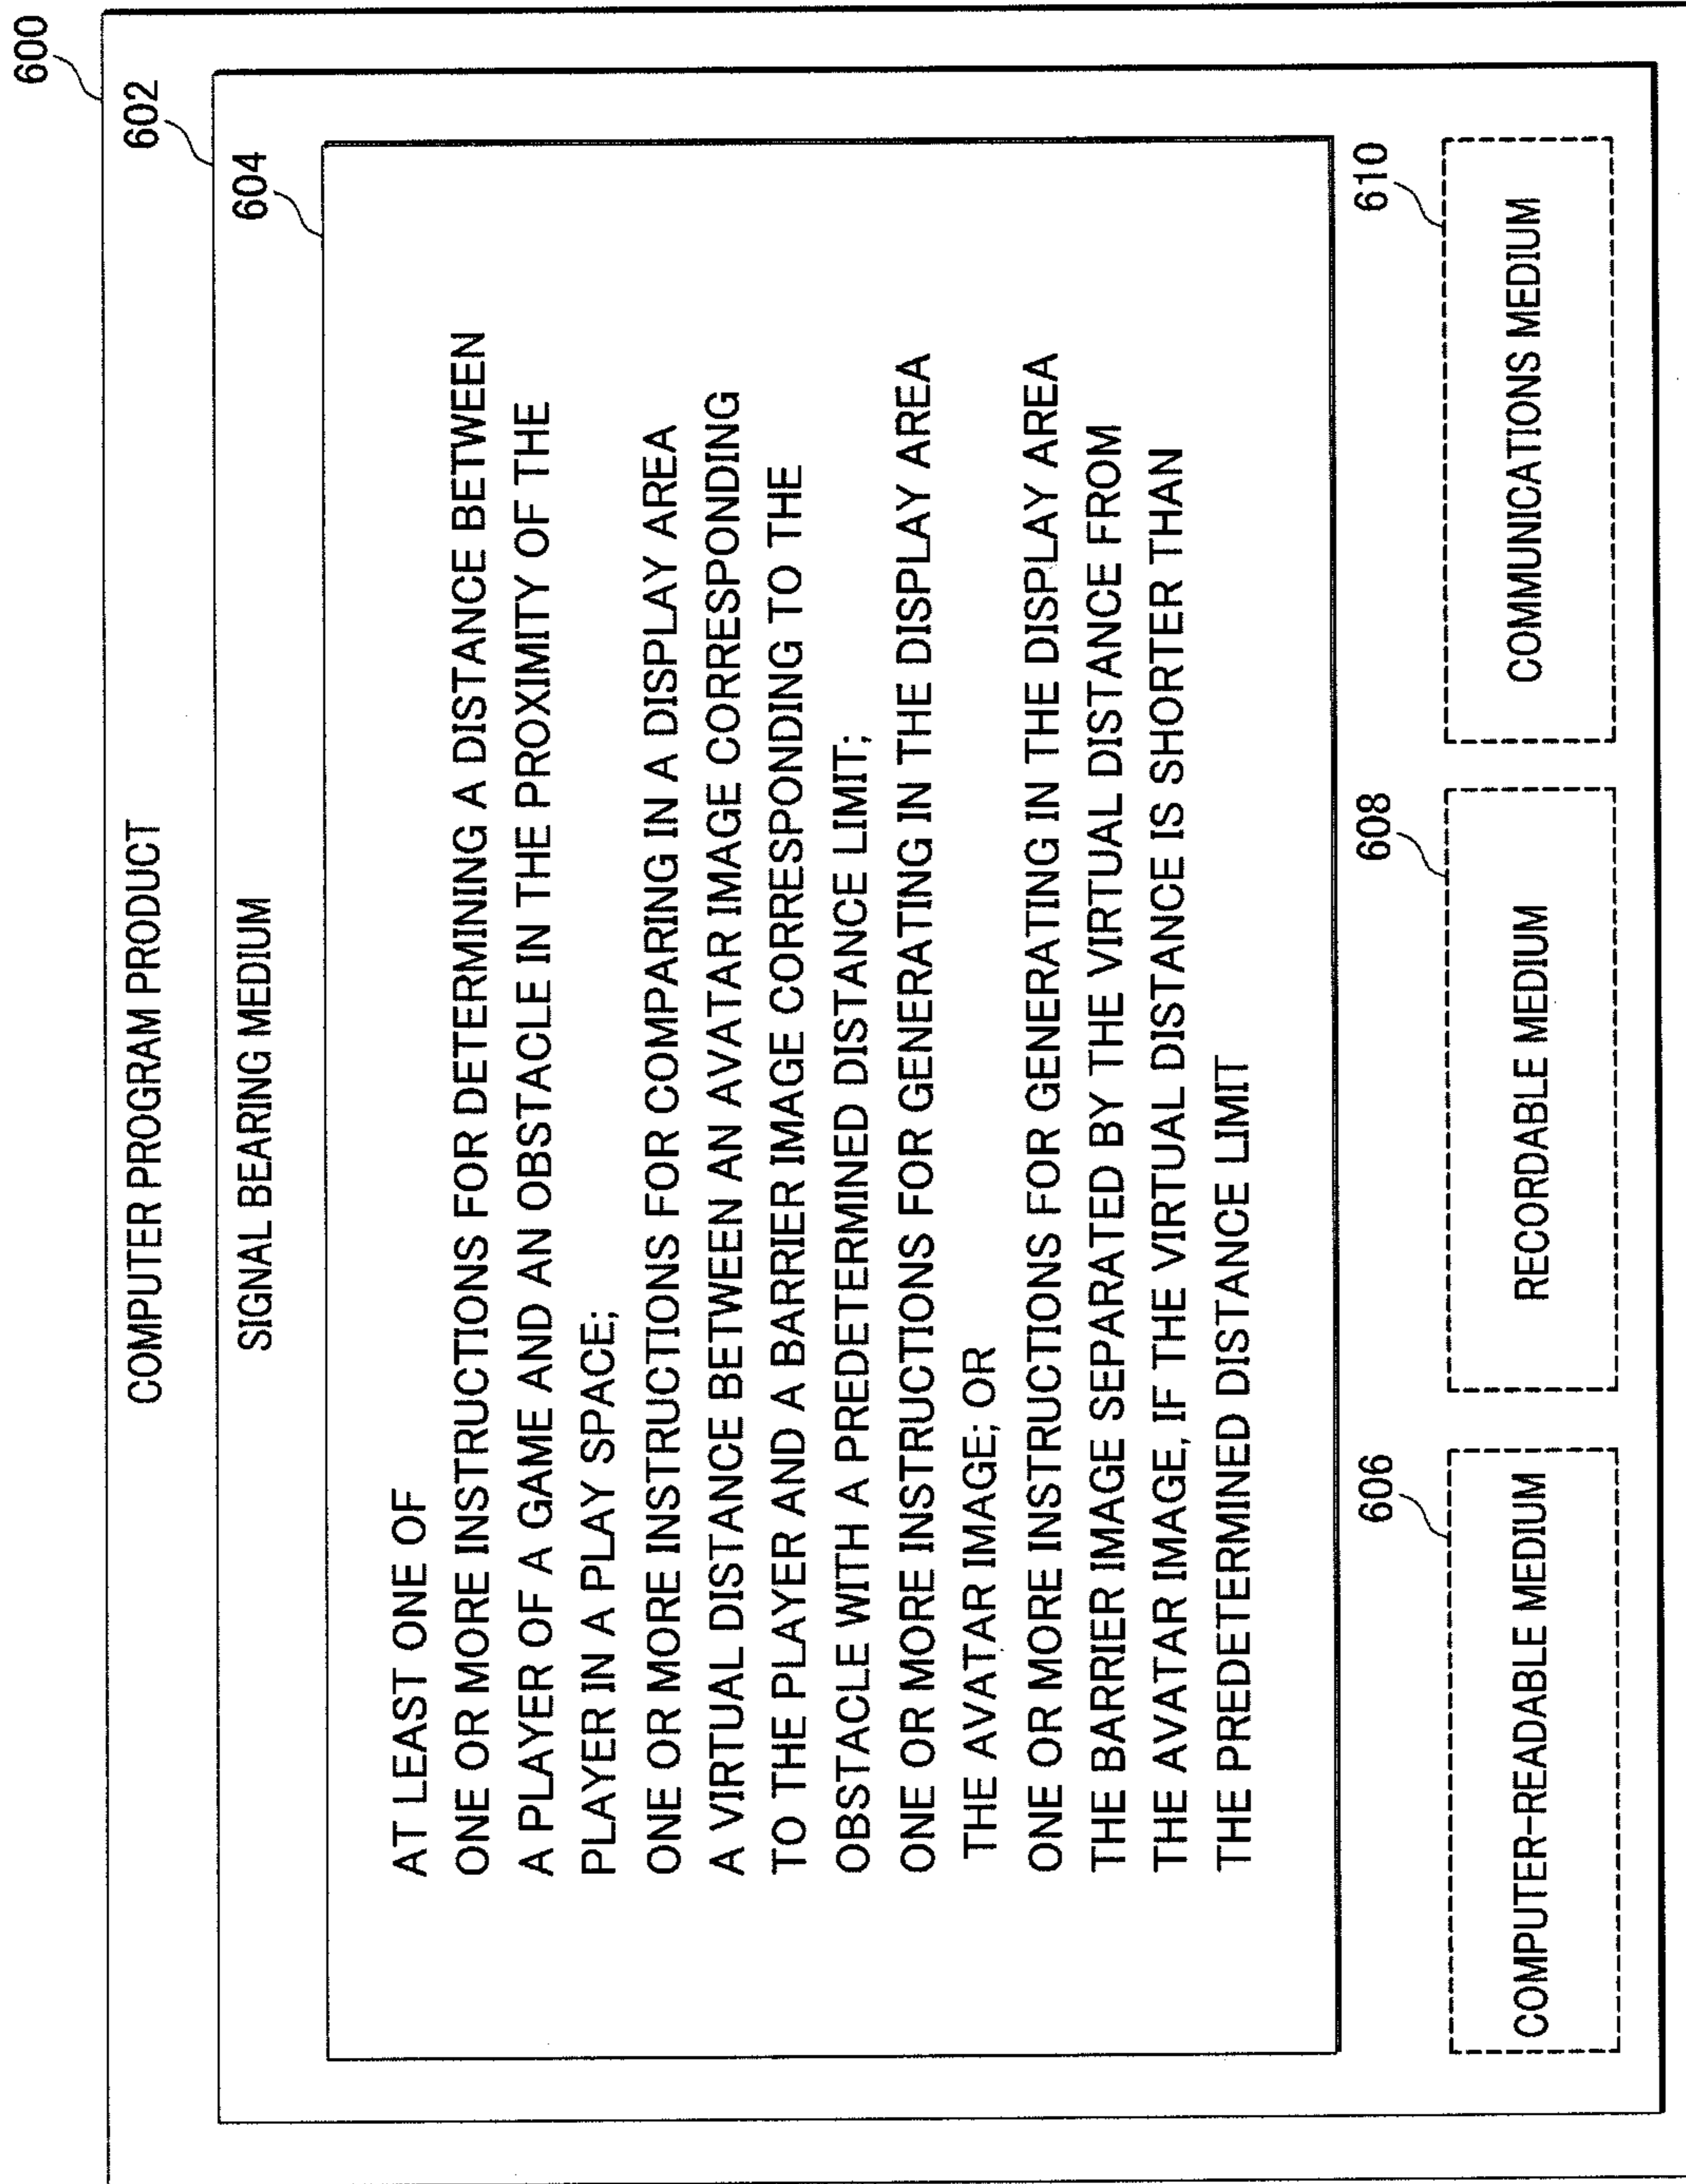 600
COMPUTER PROGRAM PRODUCT
602
SIGNAL BEARING MEDIUM
604
AT LEAST ONE OF
ONE OR MORE INSTRUCTIONS FOR DETERMINING A DISTANCE BETWEEN
A PLAYER OF A GAME AND AN OBSTACLE IN THE PROXIMITY OF THE
PLAYER IN A PLAY SPACE;
ONE OR MORE INSTRUCTIONS FOR COMPARING IN A DISPLAY AREA
A VIRTUAL DISTANCE BETWEEN AN AVATAR IMAGE CORRESPONDING
TO THE PLAYER AND A BARRIER IMAGE CORRESPONDING TO THE
OBSTACLE WITH A PREDETERMINED DISTANCE LIMIT;
ONE OR MORE INSTRUCTIONS FOR GENERATING IN THE DISPLAY AREA
THE AVATAR IMAGE; OR
ONE OR MORE INSTRUCTIONS FOR GENERATING IN THE DISPLAY AREA
THE BARRIER IMAGE SEPARATED BY THE VIRTUAL DISTANCE FROM
THE AVATAR IMAGE, IF THE VIRTUAL DISTANCE IS SHORTER THAN
THE PREDETERMINED DISTANCE LIMIT
606
COMPUTER-READABLE MEDIUM
608
RECORDABLE MEDIUM
610
COMMUNICATIONS MEDIUM